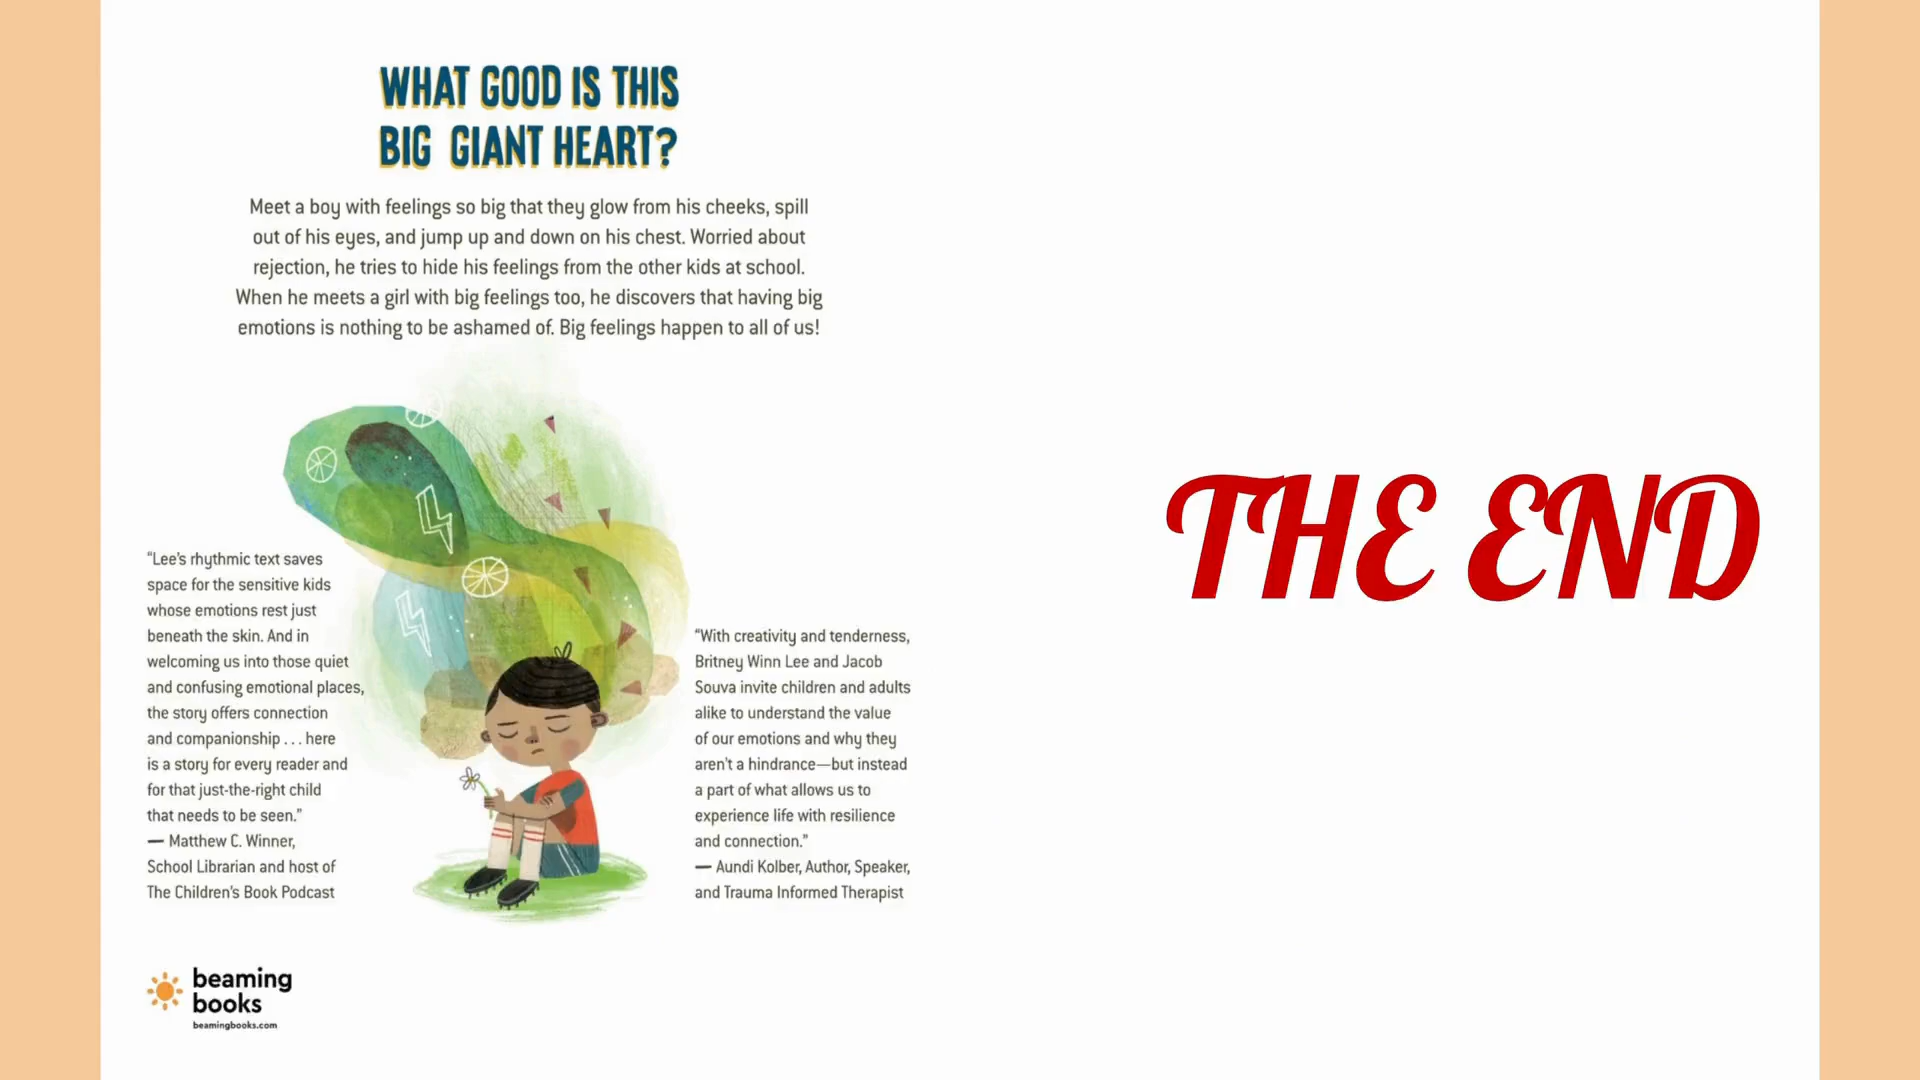 WHAT GOOD IS THIS
BIG GIANT HEART?
Meet a boy with feelings so big that they glow from his cheeks, spill
out of his eyes, and jump up and down on his chest. Worried about
rejection, he tries to hide his feelings from the other kids at school.
When he meets a girl with big feelings too, he discovers that having big
emotions is nothing to be ashamed of. Big feelings happen to all of us!
“Lee’s rhythmic text saves
space for the sensitive kids
whose emotions rest just
beneath the skin. And in
welcoming us into those quiet
and confusing emotional places,
the story offers connection
and companionship . . . here
is a story for every reader and
for that just-the-right child
that needs to be seen.”
— Matthew C. Winner,
School Librarian and host of
The Children’s Book Podcast
“With creativity and tenderness,
Britney Winn Lee and Jacob
Souva invite children and adults
alike to understand the value
of our emotions and why they
aren’t a hindrance—but instead
a part of what allows us to
experience life with resilience
and connection.”
— Aundi Kolber, Author, Speaker,
and Trauma Informed Therapist
beaming
books
beamingbooks.com
THE END